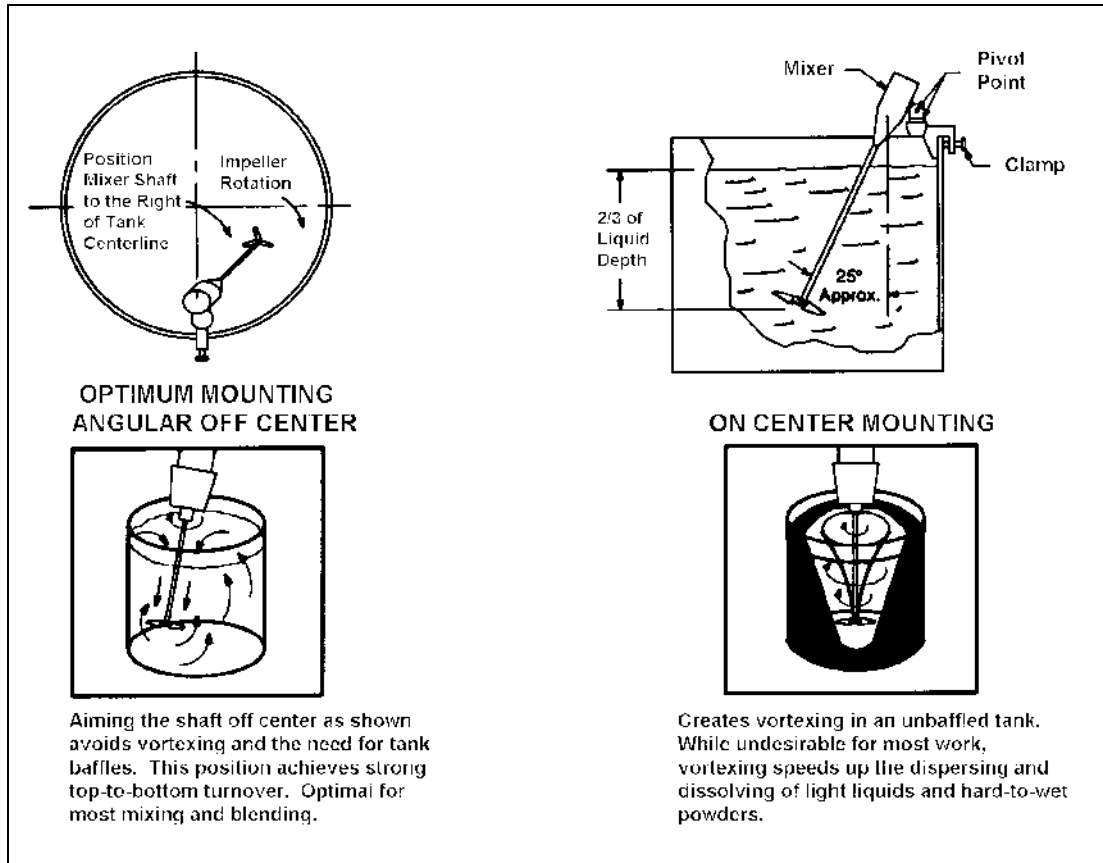 Position
Mixer Shaft
to the Right
of Tank
Centerline
Impeller
Rotation
Mixer
Pivot
Point
Clamp
2/3 of
Liquid
Depth
25°
Approx.
OPTIMUM MOUNTING
ANGULAR OFF CENTER
Aiming the shaft off center as shown
avoids vortexing and the need for tank
baffles. This position achieves strong
top-to-bottom turnover. Optimal for
most mixing and blending.
ON CENTER MOUNTING
Creates vortexing in an unbaffled tank.
While undesirable for most work,
vortexing speeds up the dispersing and
dissolving of light liquids and hard-to-wet
powders.